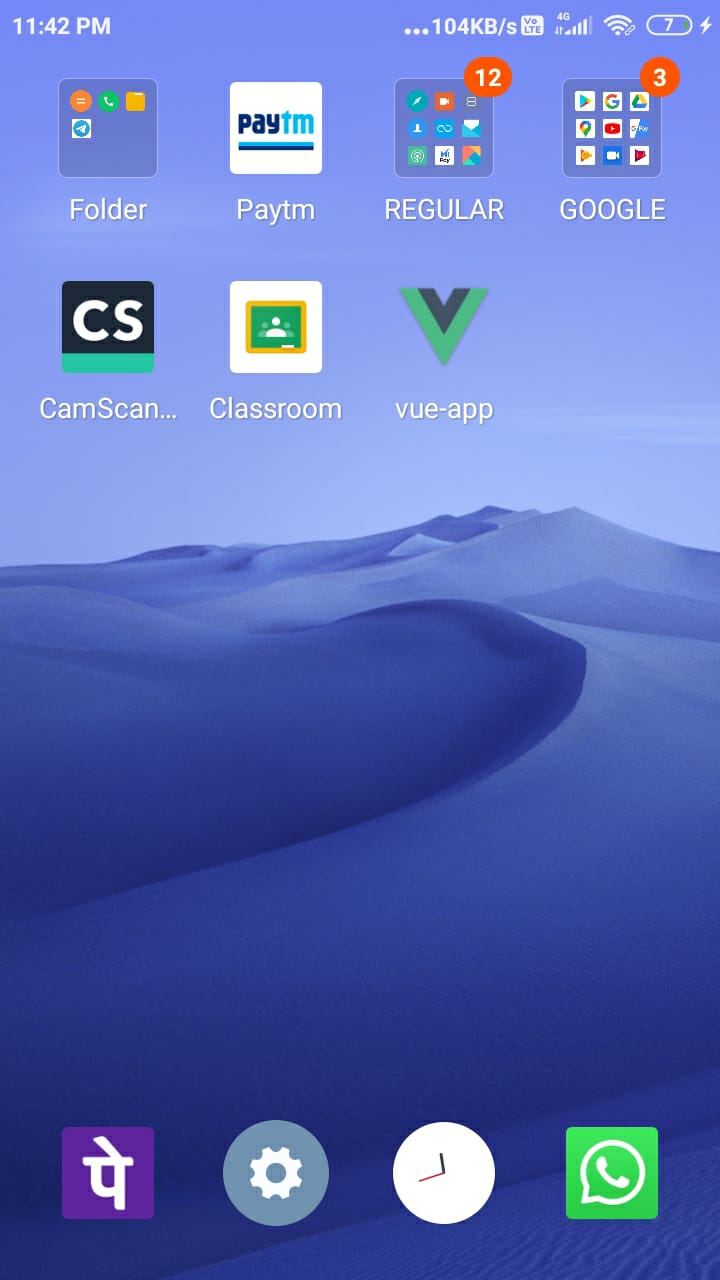 11:42 PM ...104KB/s Vo LTE 4G 7
12 3
paytm
Folder Paytm REGULAR GOOGLE
CS
CamScan... Classroom vue-app
पे